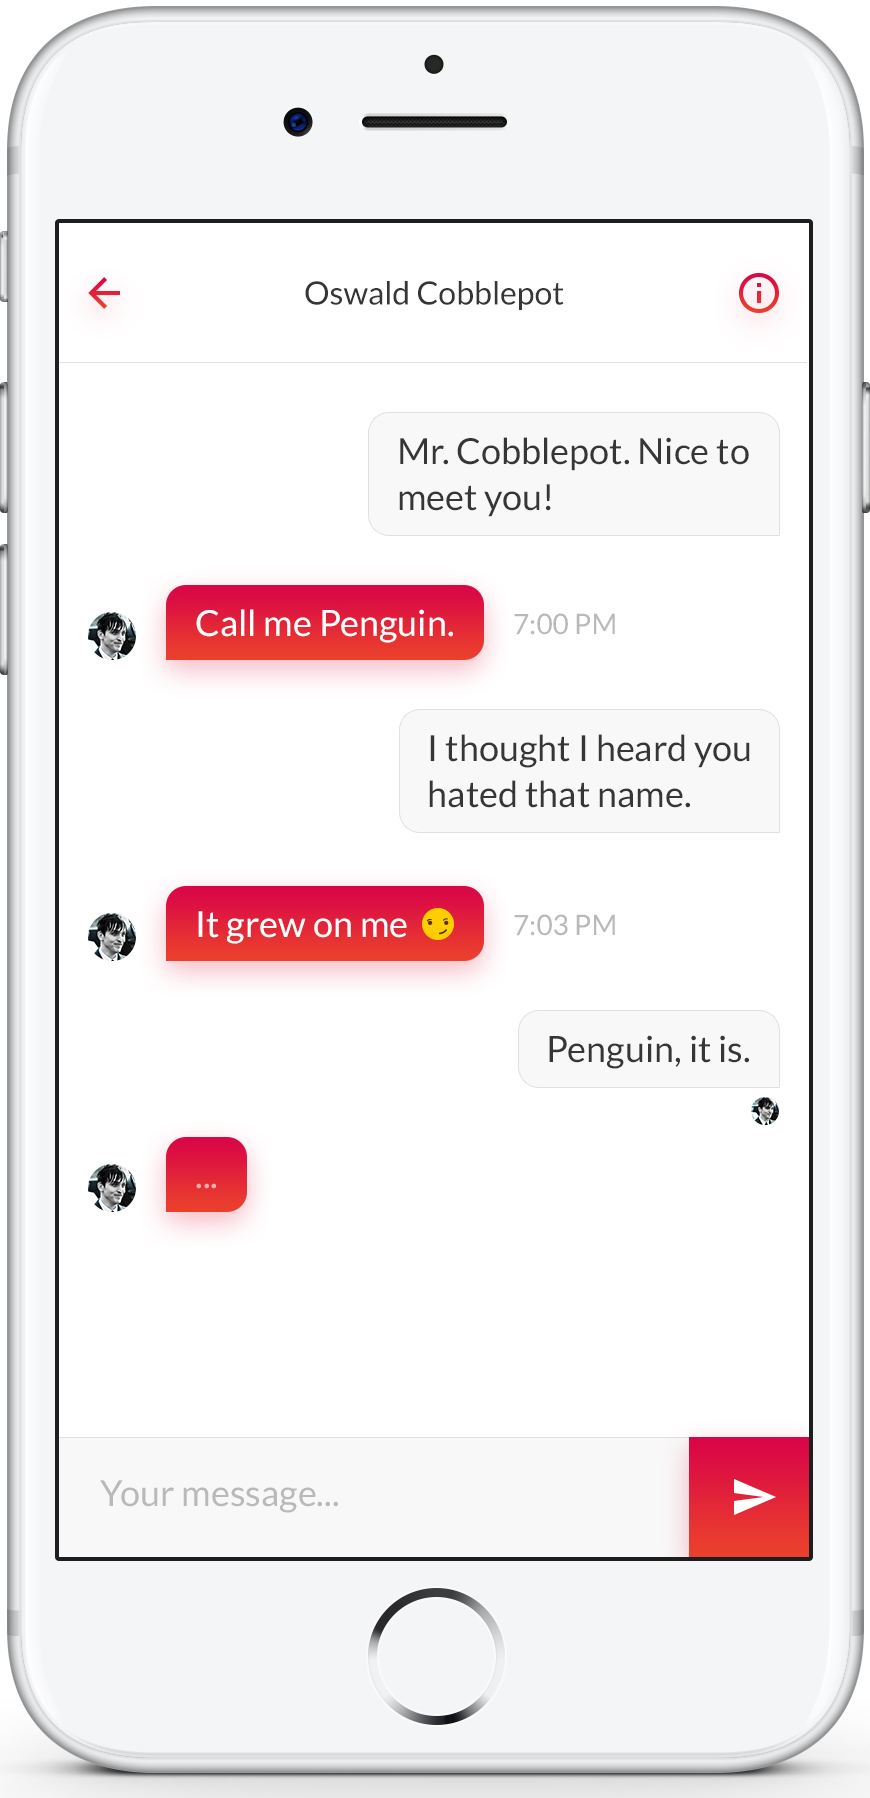 Oswald Cobblepot
Mr. Cobblepot. Nice to
meet you!
Call me Penguin.
7:00 PM
I thought I heard you
hated that name.
It grew on me 😏
7:03 PM
Penguin, it is.
...
Your message...